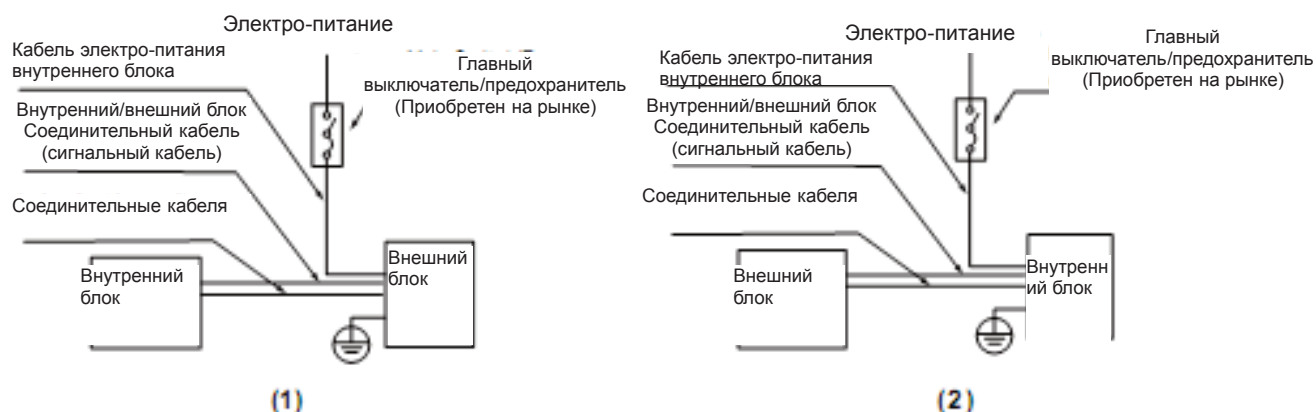 Электро-питание
Кабель электро-питания
внутреннего блока
Главный
выключатель/предохранитель
(Приобретен на рынке)
Внутренний/внешний блок
Соединительный кабель
(сигнальный кабель)
Соединительные кабеля
Внутренний
блок
Внешний
блок
(1)
Электро-питание
Кабель электро-питания
внутреннего блока
Главный
выключатель/предохранитель
(Приобретен на рынке)
Внутренний/внешний блок
Соединительный кабель
(сигнальный кабель)
Соединительные кабеля
Внешний
блок
Внутренн
ий блок
(2)